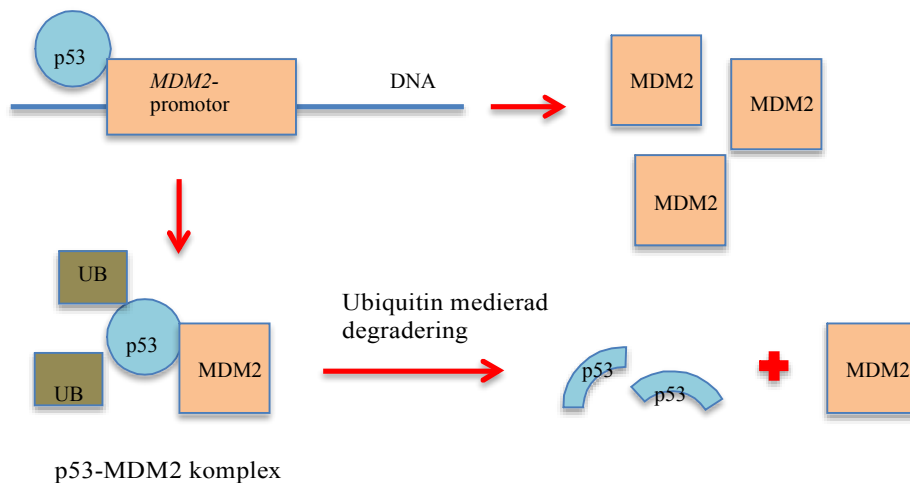 p53
MDM2-
promotor
DNA
MDM2
MDM2
MDM2
UB
p53
UB
MDM2
Ubiquitin medierad
degradering
p53
p53
MDM2
p53-MDM2 komplex